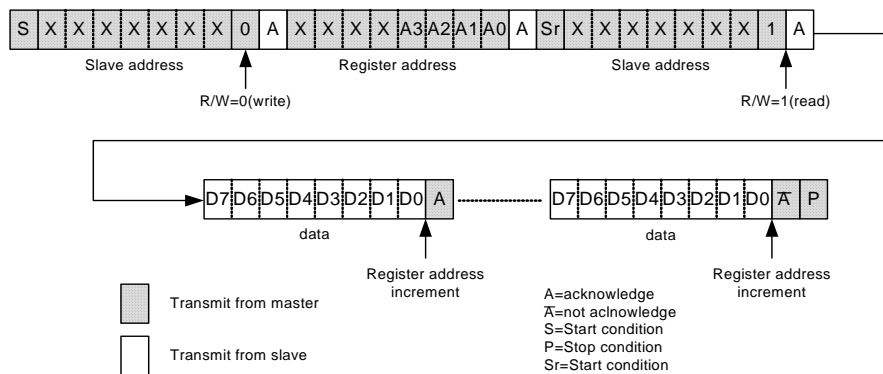 S X X X X X X X 0 A X X X X A3 A2 A1 A0 A Sr X X X X X X X 1 A
Slave address Register address Slave address
R/W=0(write) R/W=1(read)
D7 D6 D5 D4 D3 D2 D1 D0 A D7 D6 D5 D4 D3 D2 D1 D0 A̅ P
data data
Register address Register address
increment increment
Transmit from master
Transmit from slave
A=acknowledge
A̅=not aclnowledge
S=Start condition
P=Stop condition
Sr=Start condition